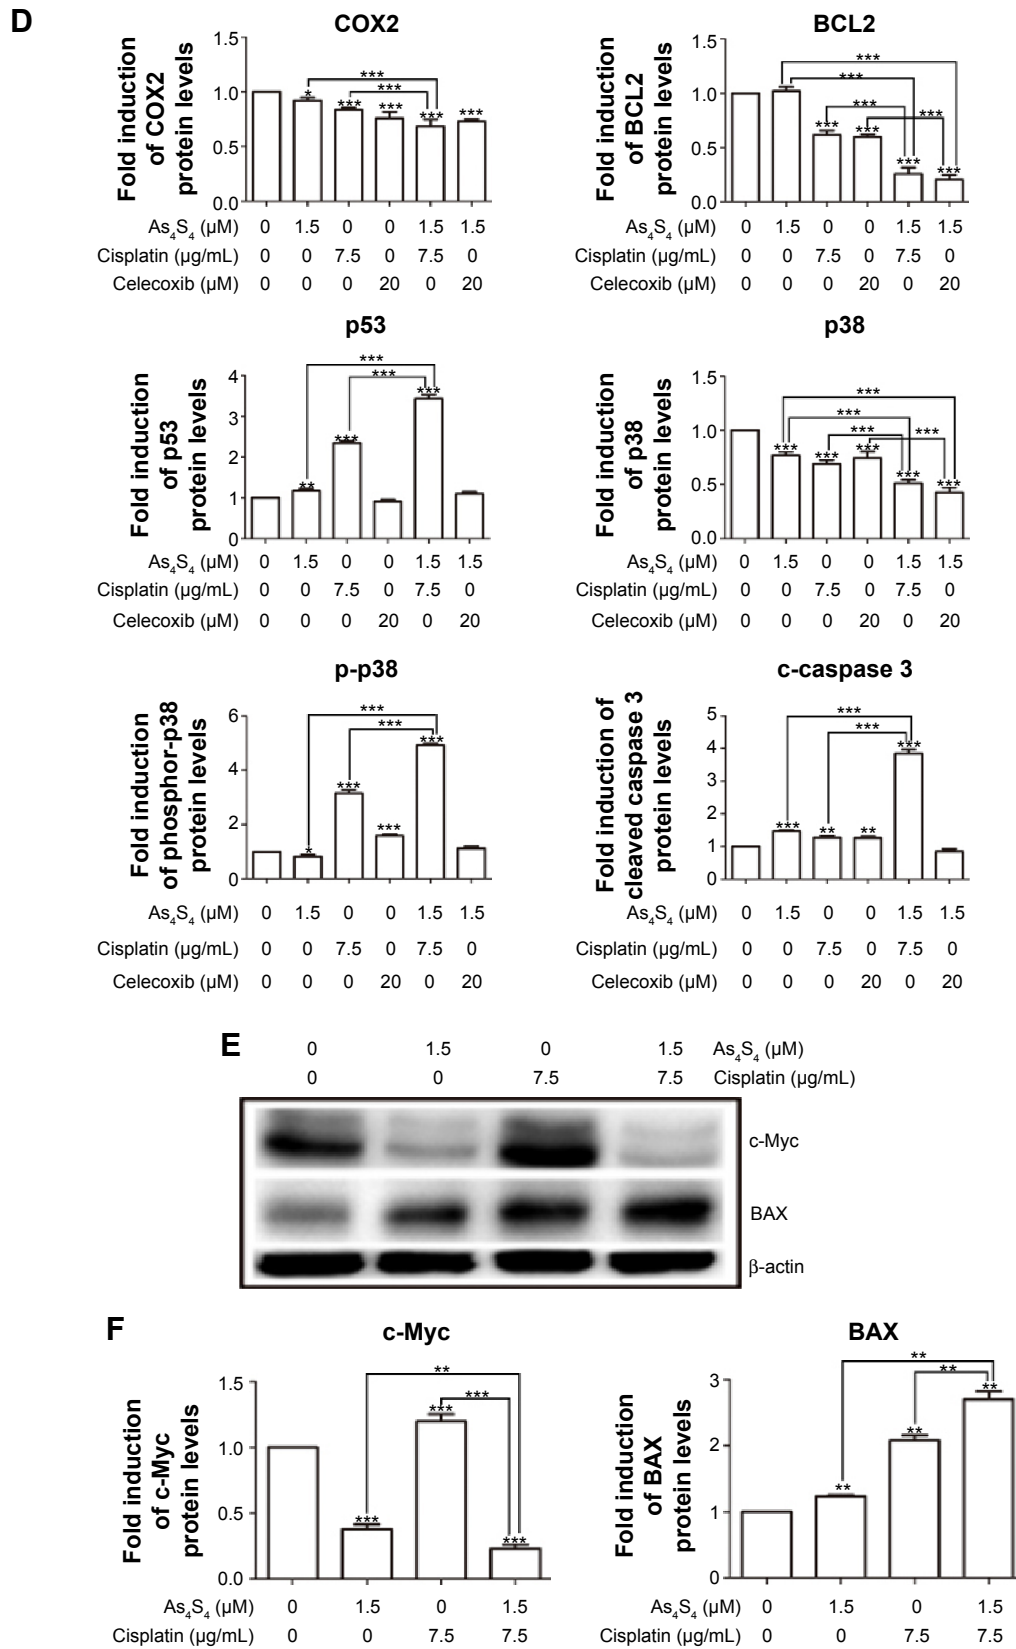 D
COX2
Fold induction
of COX2
protein levels
1.5
1.0
0.5
0.0
***
***
*
***
***
***
***
As₄S₄ (µM) 0 1.5 0 0 1.5 1.5
Cisplatin (µg/mL) 0 0 7.5 0 7.5 0
Celecoxib (µM) 0 0 0 20 0 20
BCL2
Fold induction
of BCL2
protein levels
1.5
1.0
0.5
0.0
***
***
***
***
***
***
***
***
As₄S₄ (µM) 0 1.5 0 0 1.5 1.5
Cisplatin (µg/mL) 0 0 7.5 0 7.5 0
Celecoxib (µM) 0 0 0 20 0 20
p53
Fold induction
of p53
protein levels
4
3
2
1
0
***
***
***
***
**
As₄S₄ (µM) 0 1.5 0 0 1.5 1.5
Cisplatin (µg/mL) 0 0 7.5 0 7.5 0
Celecoxib (µM) 0 0 0 20 0 20
p38
Fold induction
of p38
protein levels
1.5
1.0
0.5
0.0
***
***
***
***
***
***
***
***
***
As₄S₄ (µM) 0 1.5 0 0 1.5 1.5
Cisplatin (µg/mL) 0 0 7.5 0 7.5 0
Celecoxib (µM) 0 0 0 20 0 20
p-p38
Fold induction
of phosphor-p38
protein levels
6
4
2
0
***
***
***
***
***
*
As₄S₄ (µM) 0 1.5 0 0 1.5 1.5
Cisplatin (µg/mL) 0 0 7.5 0 7.5 0
Celecoxib (µM) 0 0 0 20 0 20
c-caspase 3
Fold induction of
cleaved caspase 3
protein levels
5
4
3
2
1
0
***
***
***
***
**
**
As₄S₄ (µM) 0 1.5 0 0 1.5 1.5
Cisplatin (µg/mL) 0 0 7.5 0 7.5 0
Celecoxib (µM) 0 0 0 20 0 20
E
0 1.5 0 1.5 As₄S₄ (µM)
0 0 7.5 7.5 Cisplatin (µg/mL)
c-Myc
BAX
β-actin
F
c-Myc
Fold induction
of c-Myc
protein levels
1.5
1.0
0.5
0.0
**
***
***
***
***
As₄S₄ (µM) 0 1.5 0 1.5
Cisplatin (µg/mL) 0 0 7.5 7.5
BAX
Fold induction
of BAX
protein levels
3
2
1
0
**
**
**
**
**
As₄S₄ (µM) 0 1.5 0 1.5
Cisplatin (µg/mL) 0 0 7.5 7.5